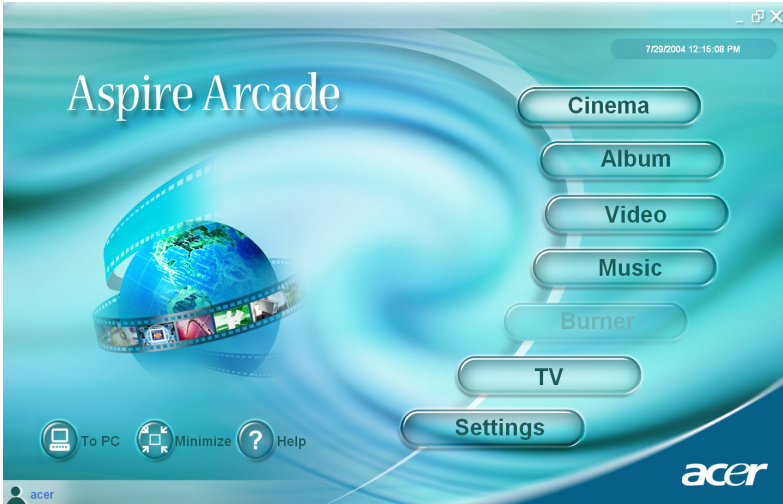 7/29/2004 12:15:08 PM
Aspire Arcade
Cinema
Album
Video
Music
Burner
TV
Settings
To PC
Minimize
? Help
acer
acer